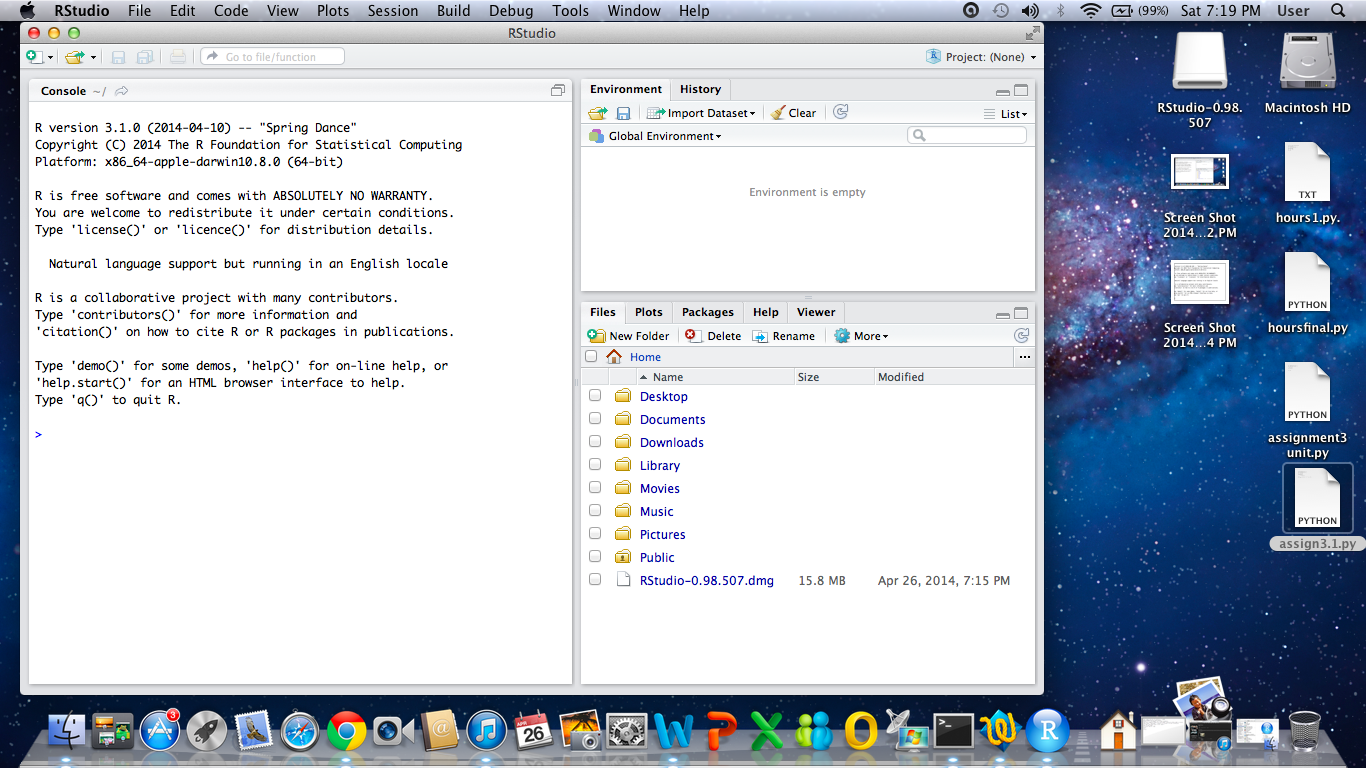 RStudio File Edit Code View Plots Session Build Debug Tools Window Help (99%) Sat 7:19 PM User
RStudio
Go to file/function
Project: (None)
Console ~/
R version 3.1.0 (2014-04-10) -- "Spring Dance"
Copyright (C) 2014 The R Foundation for Statistical Computing
Platform: x86_64-apple-darwin10.8.0 (64-bit)
R is free software and comes with ABSOLUTELY NO WARRANTY.
You are welcome to redistribute it under certain conditions.
Type 'license()' or 'licence()' for distribution details.
Natural language support but running in an English locale
R is a collaborative project with many contributors.
Type 'contributors()' for more information and
'citation()' on how to cite R or R packages in publications.
Type 'demo()' for some demos, 'help()' for on-line help, or
'help.start()' for an HTML browser interface to help.
Type 'q()' to quit R.
>
Environment History
Import Dataset Clear List
Global Environment
Environment is empty
Files Plots Packages Help Viewer
New Folder Delete Rename More
Home ...
Name Size Modified
Desktop
Documents
Downloads
Library
Movies
Music
Pictures
Public
RStudio-0.98.507.dmg 15.8 MB Apr 26, 2014, 7:15 PM
RStudio-0.98.
507
Macintosh HD
Screen Shot
2014...2.PM
TXT
hours1.py.
Screen Shot
2014...4 PM
PYTHON
hoursfinal.py
PYTHON
assignment3
unit.py
PYTHON
assign3.1.py
3
APR
26
R